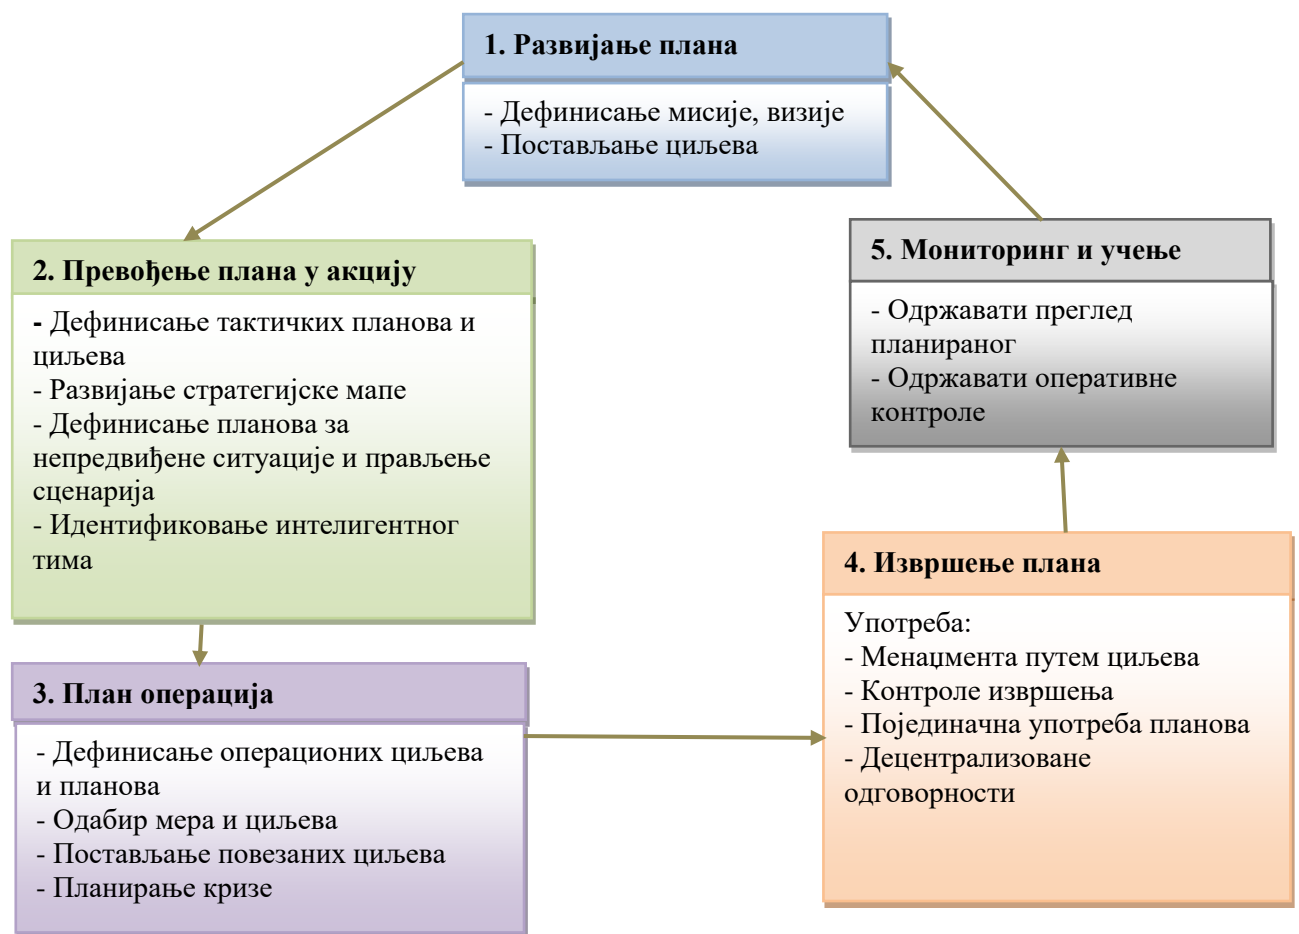 1. Развијање плана
- Дефинисање мисије, визије
- Постављање циљева
2. Превођење плана у акцију
- Дефинисање тактичких планова и
циљева
- Развијање стратегијске мапе
- Дефинисање планова за
непредвиђене ситуације и прављење
сценарија
- Идентификовање интелигентног
тима
3. План операција
- Дефинисање операционих циљева
и планова
- Одабир мера и циљева
- Постављање повезаних циљева
- Планирање кризе
4. Извршење плана
Употреба:
- Менаџмента путем циљева
- Контроле извршења
- Појединачна употреба планова
- Децентрализоване
одговорности
5. Мониторинг и учење
- Одржавати преглед
планираног
- Одржавати оперативне
контроле